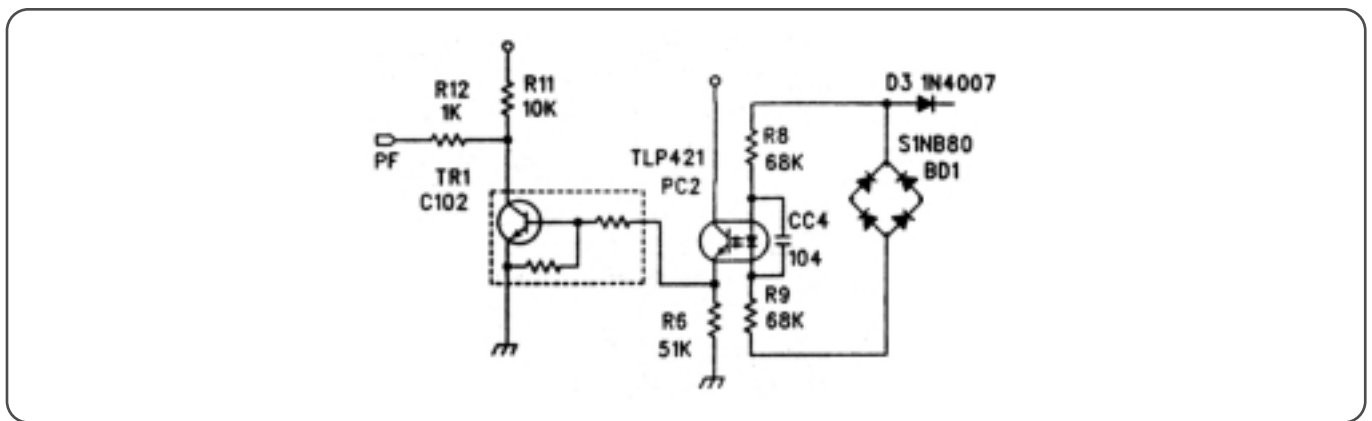 R12
1K
R11
10K
PF
TR1
C102
TLP421
PC2
R8
68K
CC4
104
R9
68K
R6
51K
D3 1N4007
S1NB80
BD1